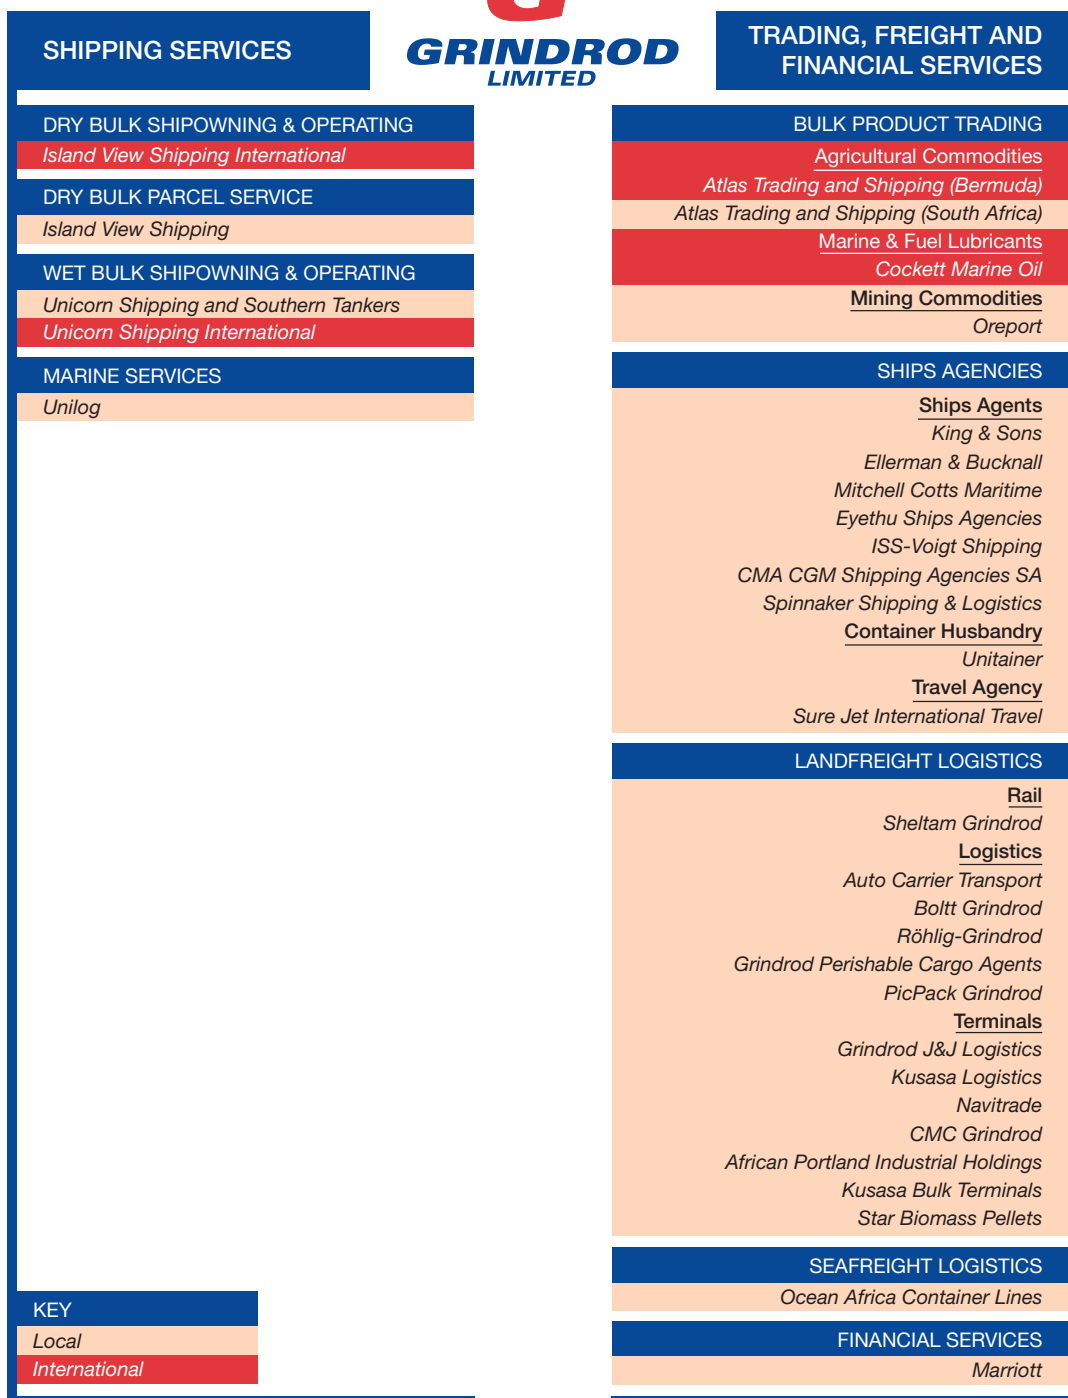 SHIPPING SERVICES
GRINDROD
LIMITED
TRADING, FREIGHT AND
FINANCIAL SERVICES
DRY BULK SHIPOWNING & OPERATING
Island View Shipping International
DRY BULK PARCEL SERVICE
Island View Shipping
WET BULK SHIPOWNING & OPERATING
Unicorn Shipping and Southern Tankers
Unicorn Shipping International
MARINE SERVICES
Unilog
KEY
Local
International
BULK PRODUCT TRADING
Agricultural Commodities
Atlas Trading and Shipping (Bermuda)
Atlas Trading and Shipping (South Africa)
Marine & Fuel Lubricants
Cockett Marine Oil
Mining Commodities
Oreport
SHIPS AGENCIES
Ships Agents
King & Sons
Ellerman & Bucknall
Mitchell Cotts Maritime
Eyethu Ships Agencies
ISS-Voigt Shipping
CMA CGM Shipping Agencies SA
Spinnaker Shipping & Logistics
Container Husbandry
Unitainer
Travel Agency
Sure Jet International Travel
LANDFREIGHT LOGISTICS
Rail
Sheltam Grindrod
Logistics
Auto Carrier Transport
Boltt Grindrod
Röhlig-Grindrod
Grindrod Perishable Cargo Agents
PicPack Grindrod
Terminals
Grindrod J&J Logistics
Kusasa Logistics
Navitrade
CMC Grindrod
African Portland Industrial Holdings
Kusasa Bulk Terminals
Star Biomass Pellets
SEAFREIGHT LOGISTICS
Ocean Africa Container Lines
FINANCIAL SERVICES
Marriott